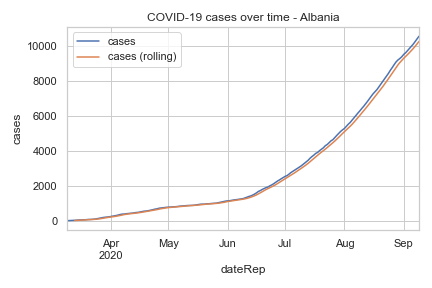 COVID-19 cases over time - Albania
cases
cases (rolling)
10000
8000
6000
4000
2000
0
cases
Apr
2020
May
Jun
Jul
Aug
Sep
dateRep